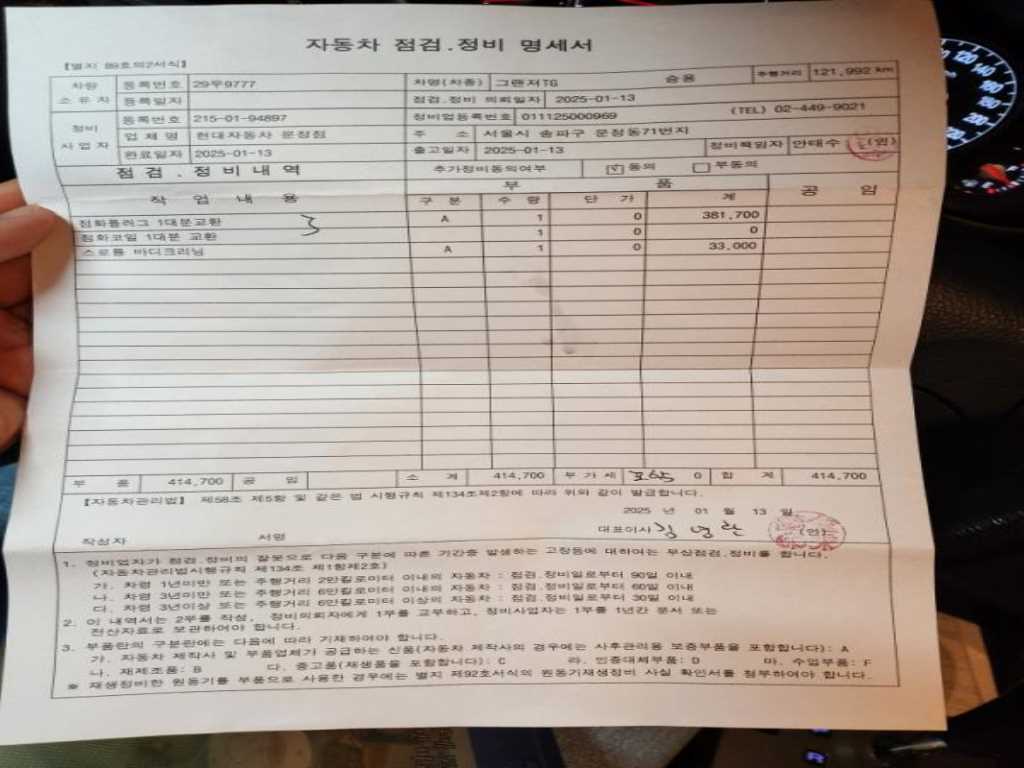 자동차 점검.정비 명세서
【별지 89호의2서식】
차량 소유자 등록번호 29우9777 차명(차종) 그랜져TG 승용 주행거리 121,992 km
등록일자 점검.정비 의뢰일자 2025-01-13
정비 사업자 등록번호 215-01-94897 정비업등록번호 011125000969 (TEL) 02-449-9021
업체명 현대자동차 문정점 주 소 서울시 송파구 문정동71번지
완료일자 2025-01-13 출고일자 2025-01-13 정비책임자 안태수 (인)
점검.정비내역 추가정비동의여부 동의 부동의
작업내용 부품 공임
구분 수량 단가 계
점화플러그 1대분교환 3 A 1 0 381,700
점화코일 1대분 교환 1 0 0
스로틀 바디크리닝 A 1 0 33,000
부품 414,700 공임 소계 414,700 부가세 포함 0 합계 414,700
【자동차관리법】 제58조 제5항 및 같은 법 시행규칙 제134조제2항에 따라 위와 같이 발급합니다.
2025 년 01 월 13 일
작성자 서명 대표이사 (인)
1. 정비업자가 점검.정비의 잘못으로 다음 구분에 따른 기간중 발생하는 고장등에 대하여는 무상점검.정비를 합니다.
(자동차관리법시행규칙 제134조 제1항제2호)
가. 차령 1년미만 또는 주행거리 2만킬로미터 이내의 자동차 : 점검.정비일로부터 90일 이내
나. 차령 3년미만 또는 주행거리 6만킬로미터 이내의 자동차 : 점검.정비일로부터 60일 이내
다. 차령 3년이상 또는 주행거리 6만킬로미터 이상의 자동차 : 점검.정비일로부터 30일 이내
2. 이 내역서는 2부를 작성, 정비의뢰자에게 1부를 교부하고, 정비사업자는 1부를 1년간 문서 또는
전산자료로 보관하여야 합니다.
3. 부품란의 구분란에는 다음에 따라 기재하여야 합니다.
가. 자동차 제작사 및 부품업체가 공급하는 신품(자동차 제작사의 경우에는 사후관리용 보증부품을 포함합니다): A
나. 재제조품: B 다. 중고품(재생품을 포함합니다): C 라. 인증대체부품: D 마. 수입부품: F
※ 재생정비한 원동기를 부품으로 사용한 경우에는 별지 제92호서식의 원동기재생정비 사실 확인서를 첨부하여야 합니다.
120
140
160
180
200
220